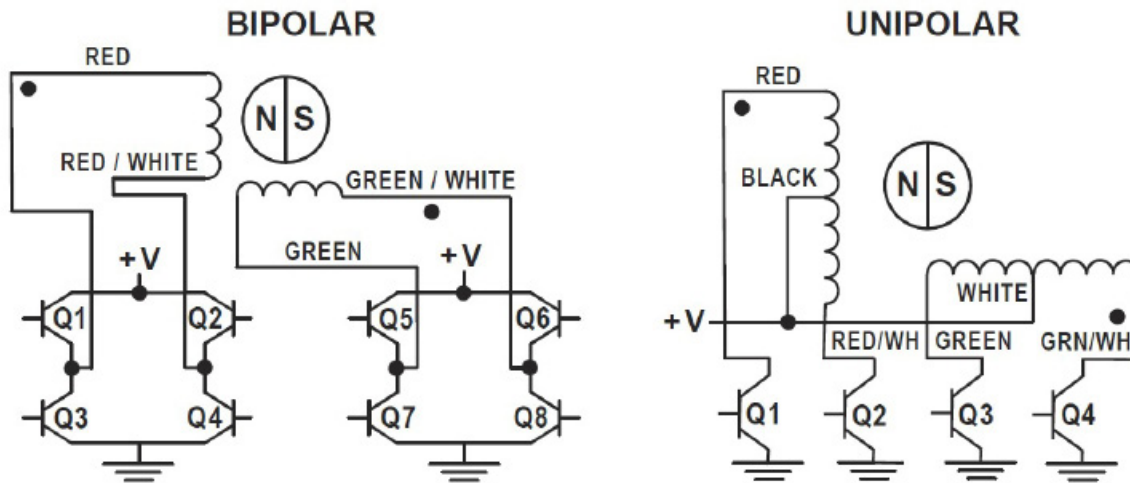 BIPOLAR
RED
N S
RED / WHITE
GREEN / WHITE
GREEN
+V
+V
Q1
Q2
Q5
Q6
Q3
Q4
Q7
Q8
UNIPOLAR
RED
BLACK
N S
WHITE
+V
RED/WH
GREEN
GRN/WH
Q1
Q2
Q3
Q4